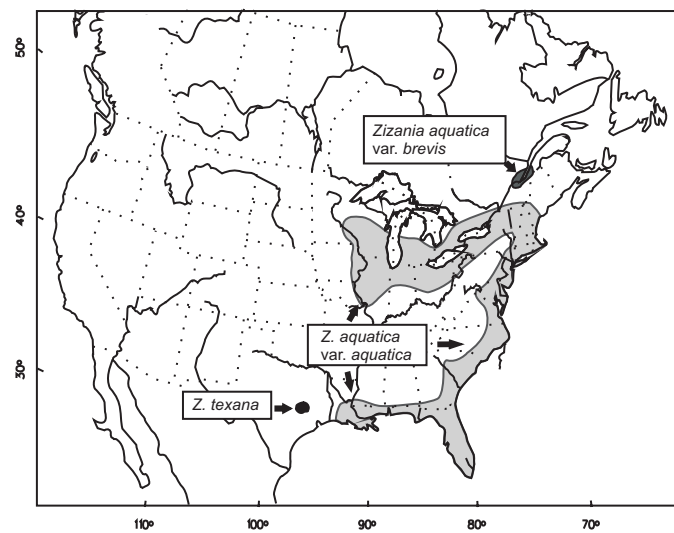 50°
Zizania aquatica
var. brevis
40°
Z. aquatica
var. aquatica
30°
Z. texana
110° 100° 90° 80° 70°